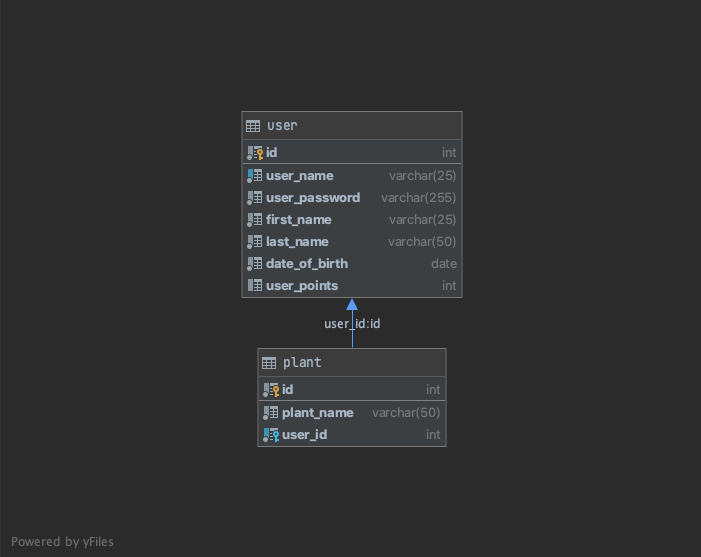 user
id int
user_name varchar(25)
user_password varchar(255)
first_name varchar(25)
last_name varchar(50)
date_of_birth date
user_points int
user_id:id
plant
id int
plant_name varchar(50)
user_id int
Powered by yFiles